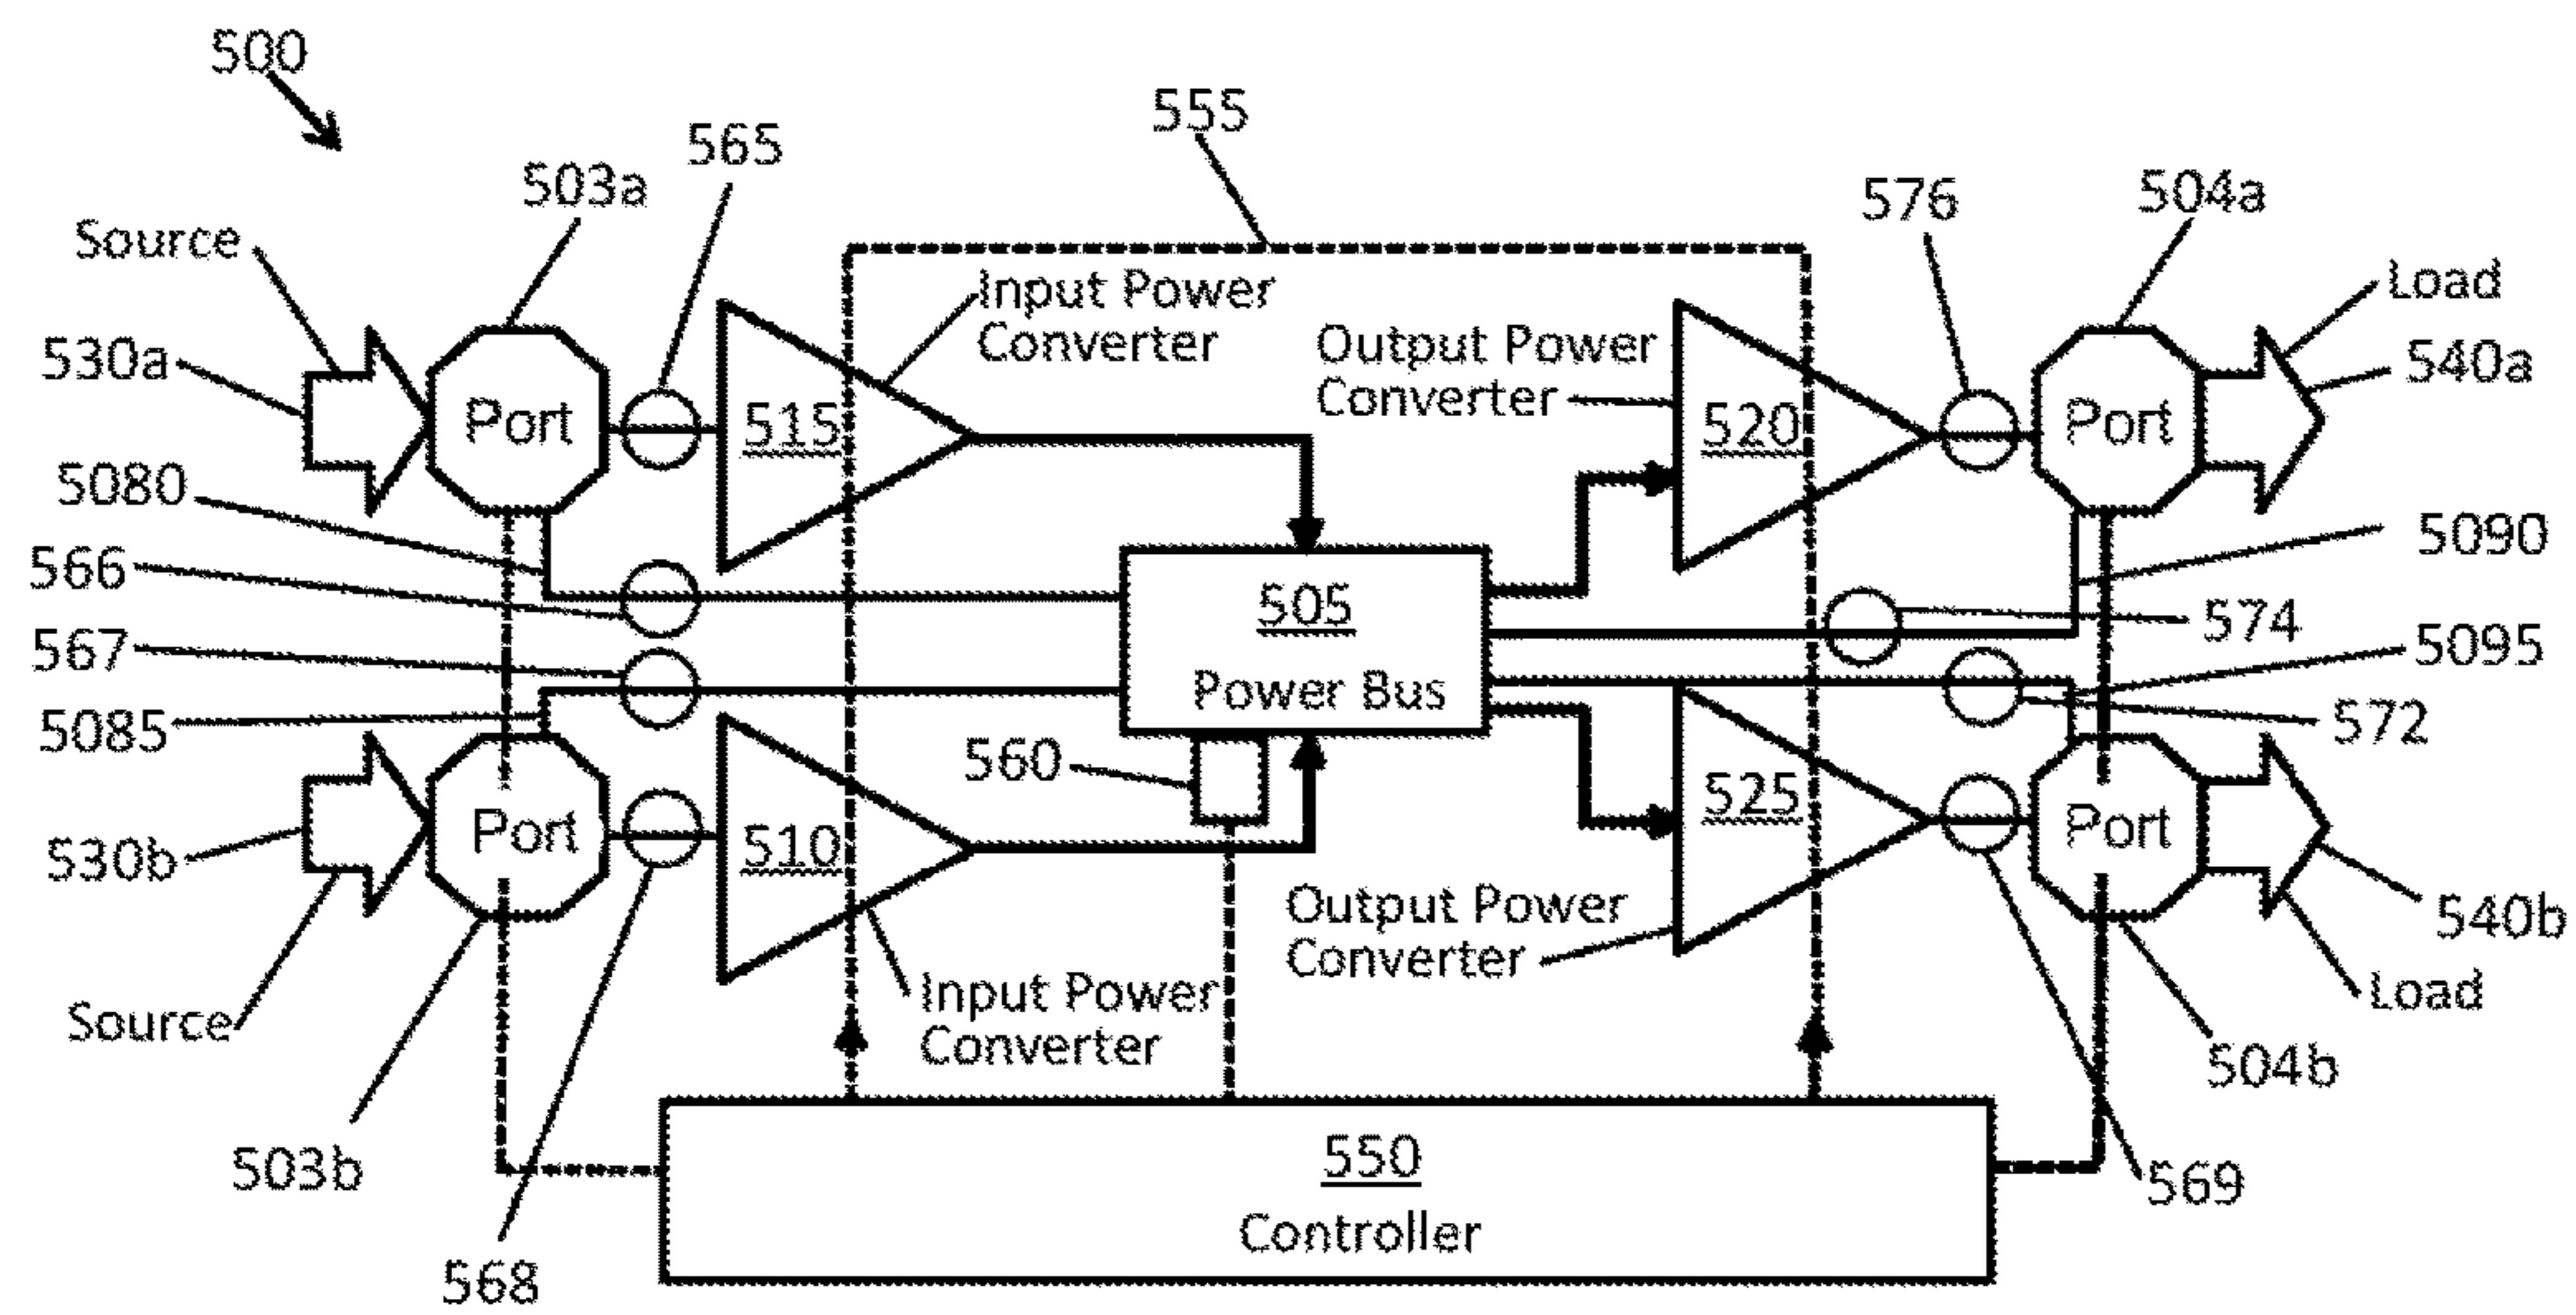 500
555
565
503a
576
504a
Source
Input Power
Converter
Load
530a
Output Power
Converter
540a
Port
515
520
Port
5080
5090
566
505
574
567
5095
Power Bus
5085
572
560
525
530b
Port
510
Port
Output Power
Converter
540b
Source
Input Power
Converter
Load
504b
503b
550
569
Controller
568